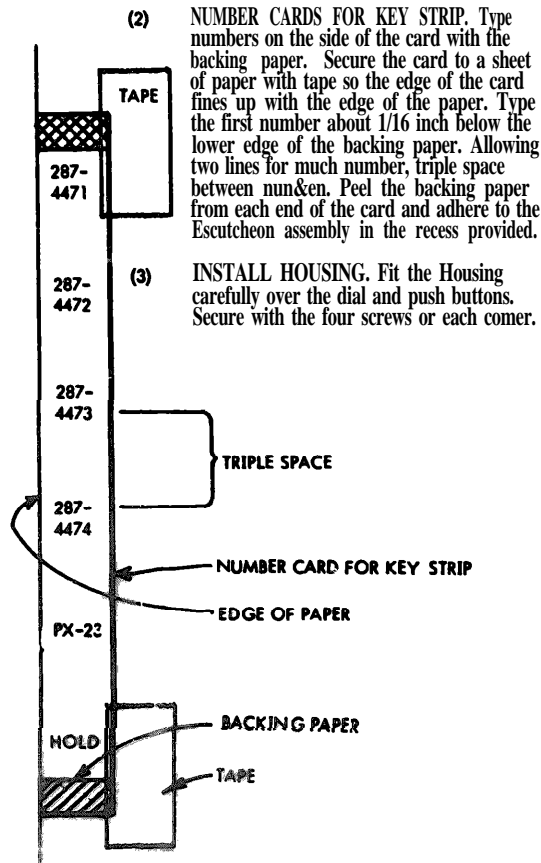 (2) NUMBER CARDS FOR KEY STRIP. Type
numbers on the side of the card with the
backing paper. Secure the card to a sheet
of paper with tape so the edge of the card
fines up with the edge of the paper. Type
the first number about 1/16 inch below the
lower edge of the backing paper. Allowing
two lines for much number, triple space
between nun&en. Peel the backing paper
from each end of the card and adhere to the
Escutcheon assembly in the recess provided.
(3) INSTALL HOUSING. Fit the Housing
carefully over the dial and push buttons.
Secure with the four screws or each comer.
TAPE
287-
4471
287-
4472
287-
4473
TRIPLE SPACE
287-
4474
NUMBER CARD FOR KEY STRIP
EDGE OF PAPER
PX-23
BACKING PAPER
HOLD
TAPE